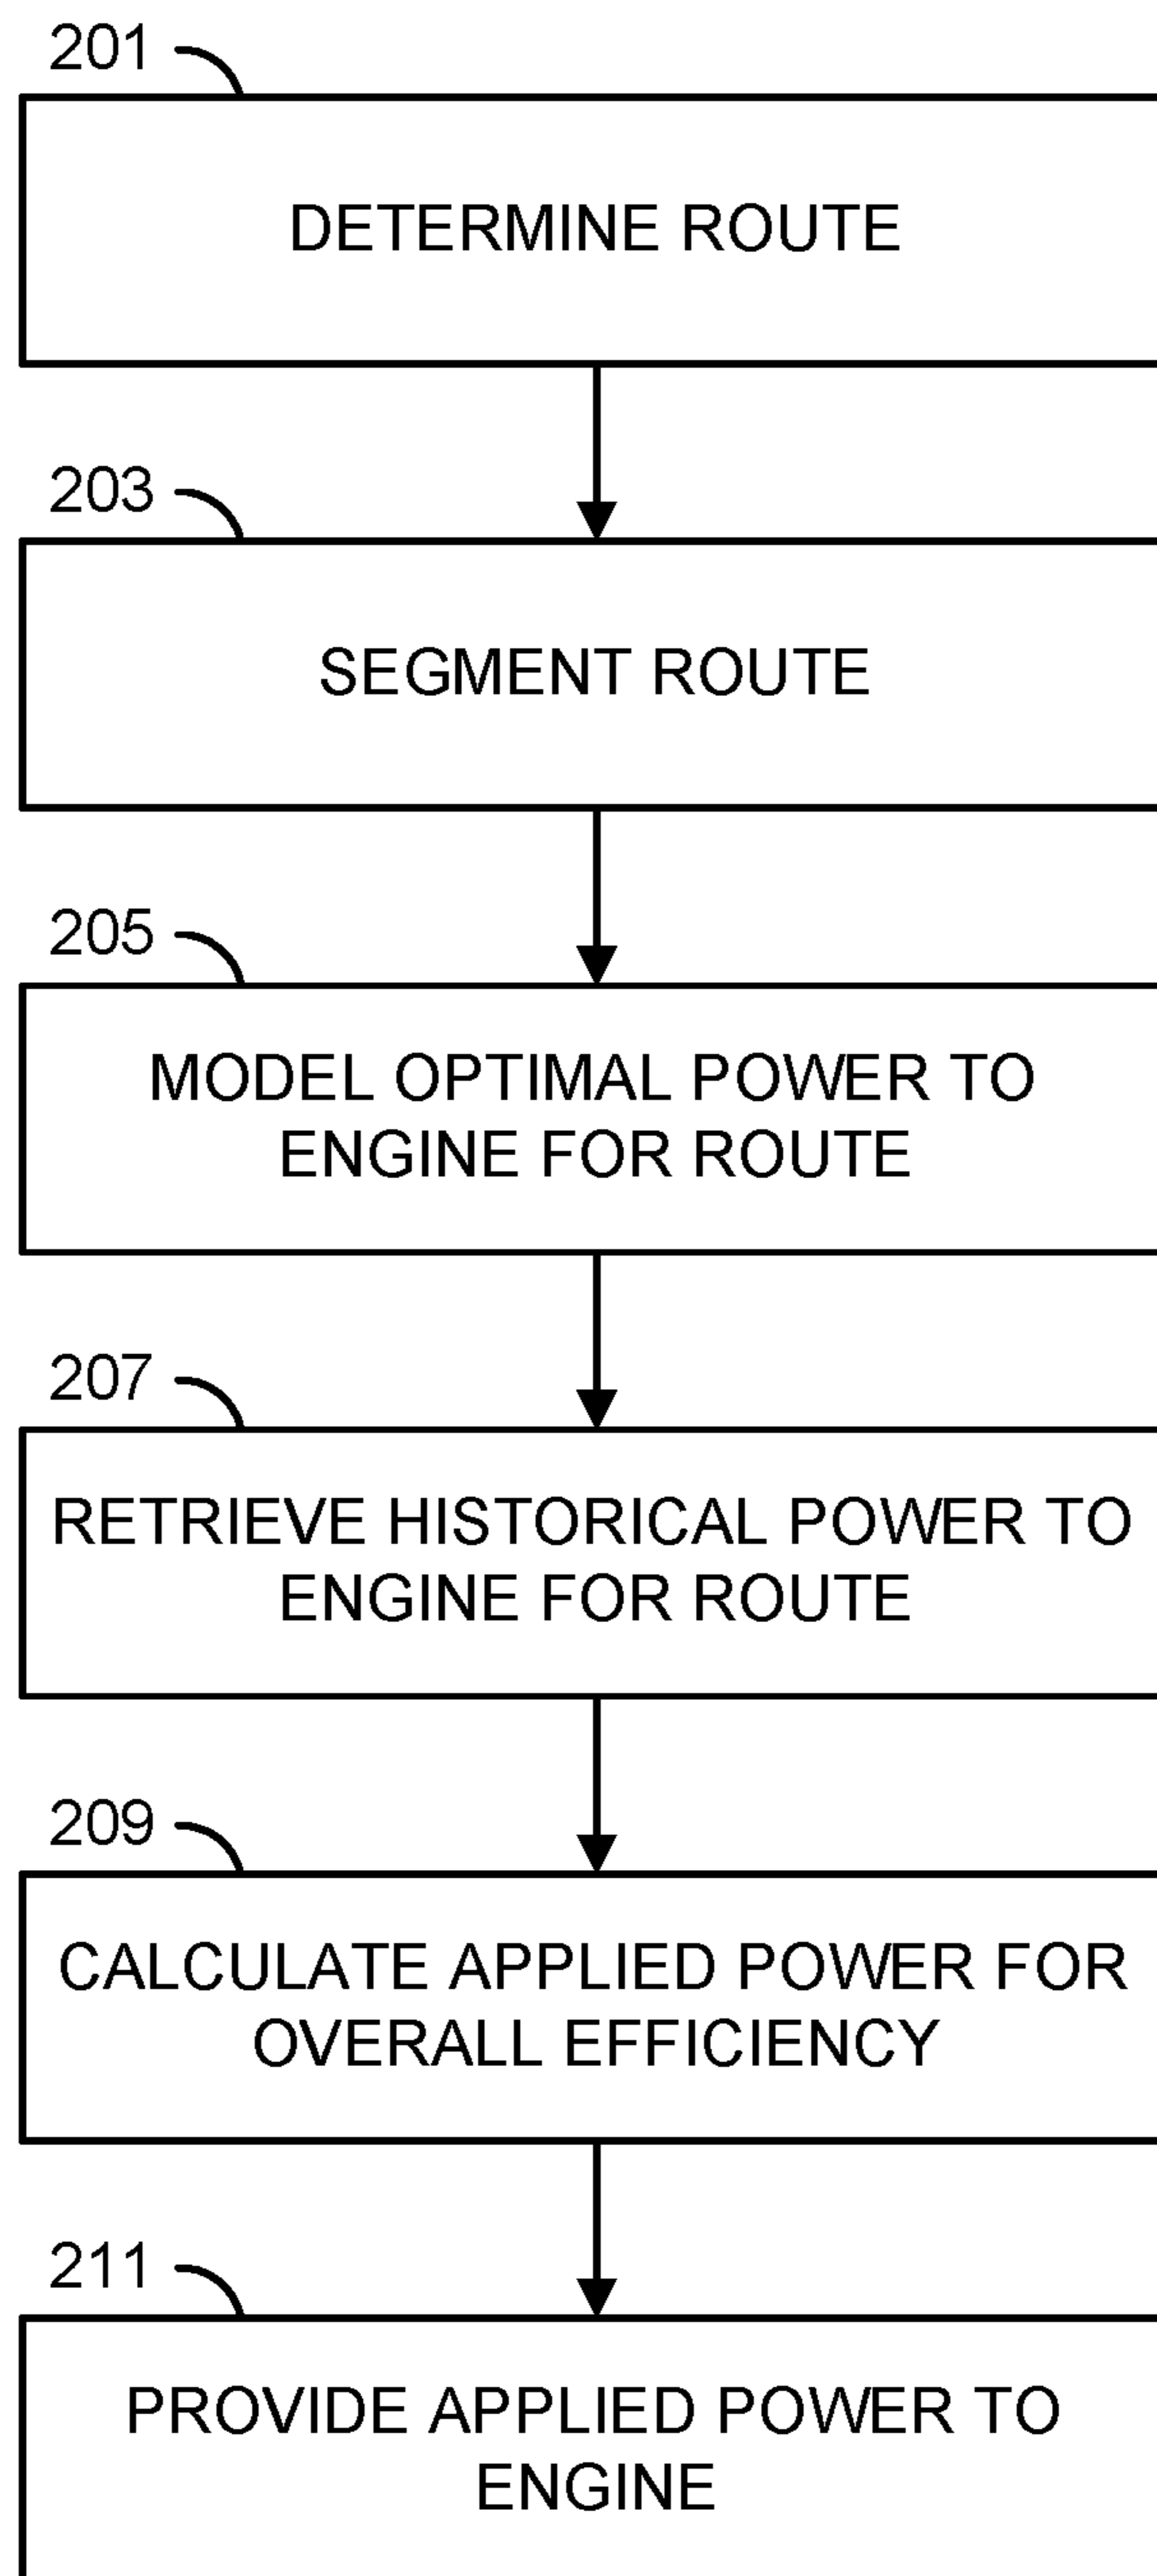 201
DETERMINE ROUTE
203
SEGMENT ROUTE
205
MODEL OPTIMAL POWER TO
ENGINE FOR ROUTE
207
RETRIEVE HISTORICAL POWER TO
ENGINE FOR ROUTE
209
CALCULATE APPLIED POWER FOR
OVERALL EFFICIENCY
211
PROVIDE APPLIED POWER TO
ENGINE